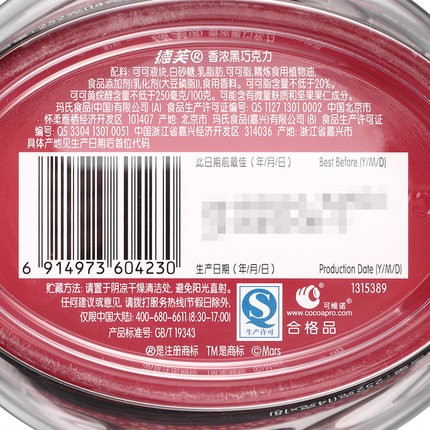 德芙® 香浓黑巧克力
配料:可可液块,白砂糖,乳脂肪,可可脂,精炼食用植物油,
食品添加剂(乳化剂(大豆磷脂)),食用香料。可可脂含量不低于20%。
可可黄烷醇含量不低于250毫克/100克。可能含有微量麸质和坚果果仁成分。
玛氏食品(中国)有限公司 (A) 食品生产许可证编号: QS 1127 1301 0002 中国北京市
怀柔雁栖经济开发区 101407 产地:北京市 玛氏食品(嘉兴)有限公司 (B) 食品生产许可证
编号: QS 3304 1301 0051 中国浙江省嘉兴经济开发区 314036 产地:浙江省嘉兴市
具体产地见生产日期后首位代码
此日期前最佳 (年/月/日) Best Before (Y/M/D)
6 914973 604230
生产日期 (年/月/日) Production Date (Y/M/D)
贮藏方法: 请置于阴凉干燥清洁处, 避免阳光直射。
任何建议或意见, 请拨打服务热线(节假日除外,
仅限中国大陆): 400-680-6611 (8:30-17:00)
产品标准号: GB/T 19343
QS
生产许可
可维诺
www.cocoapro.com
合格品
1315389
®是注册商标 TM是商标 ©Mars